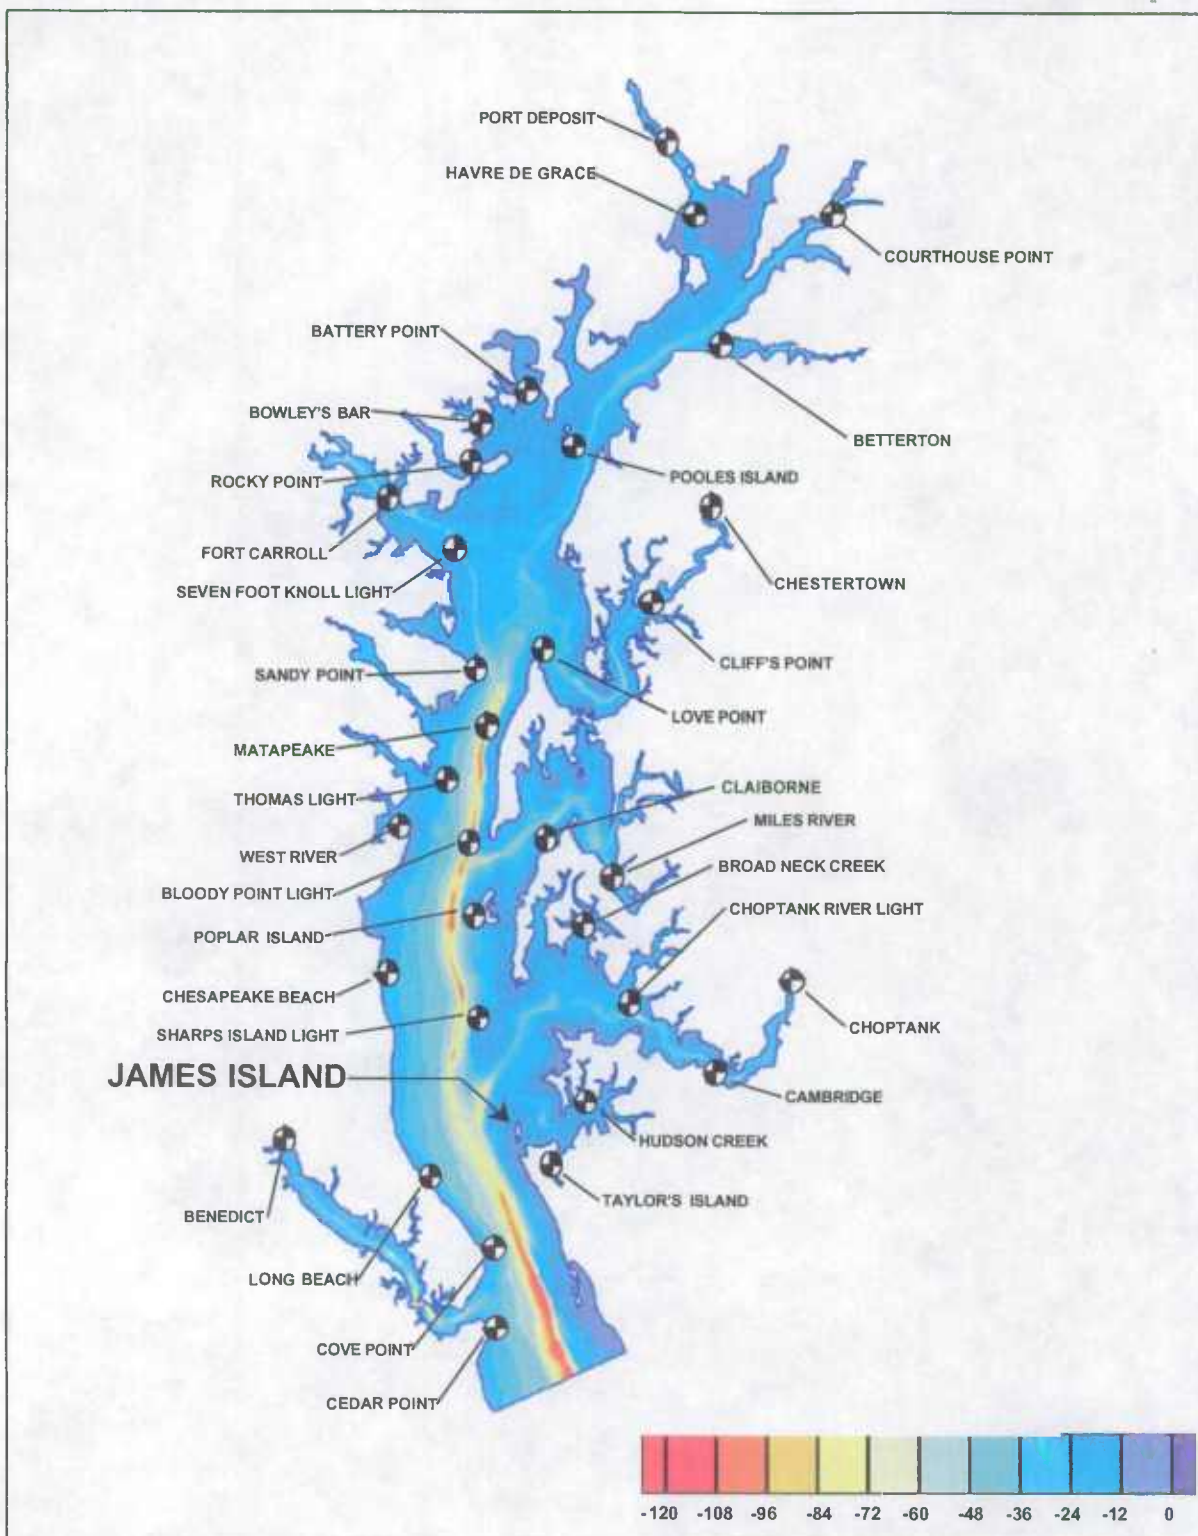 PORT DEPOSIT
HAVRE DE GRACE
COURTHOUSE POINT
BATTERY POINT
BOWLEY'S BAR
BETTERTON
ROCKY POINT
POOLES ISLAND
FORT CARROLL
CHESTERTOWN
SEVEN FOOT KNOLL LIGHT
CLIFF'S POINT
SANDY POINT
LOVE POINT
MATAPEAKE
CLAIBORNE
THOMAS LIGHT
MILES RIVER
WEST RIVER
BROAD NECK CREEK
BLOODY POINT LIGHT
CHOPTANK RIVER LIGHT
POPLAR ISLAND
CHESAPEAKE BEACH
CHOPTANK
SHARPS ISLAND LIGHT
JAMES ISLAND
CAMBRIDGE
HUDSON CREEK
TAYLOR'S ISLAND
BENEDICT
LONG BEACH
COVE POINT
CEDAR POINT
-120 -108 -96 -84 -72 -60 -48 -36 -24 -12 0